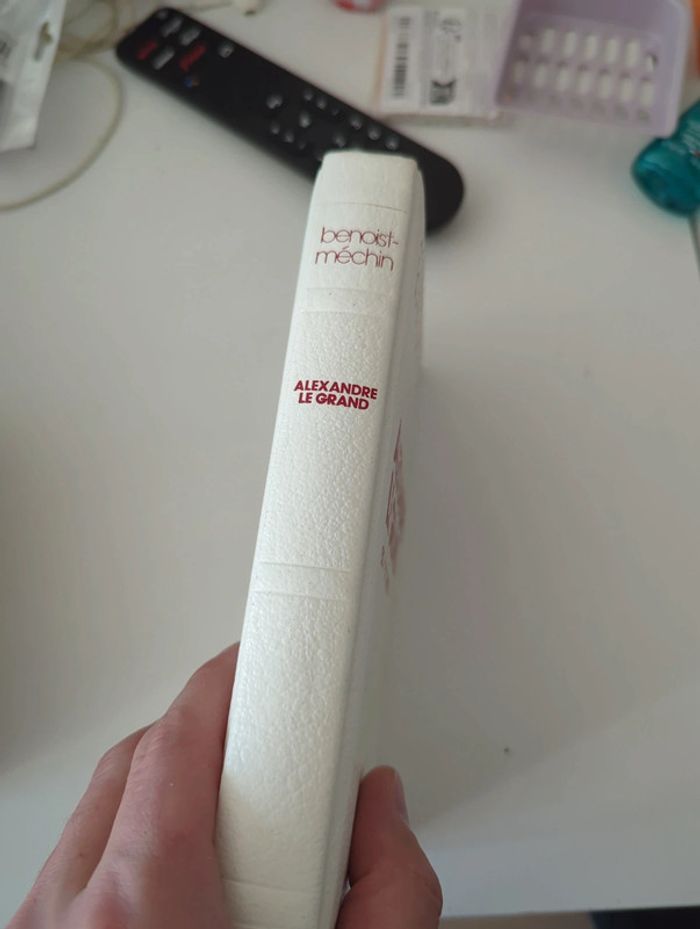 benoist-
méchin
ALEXANDRE
LE GRAND